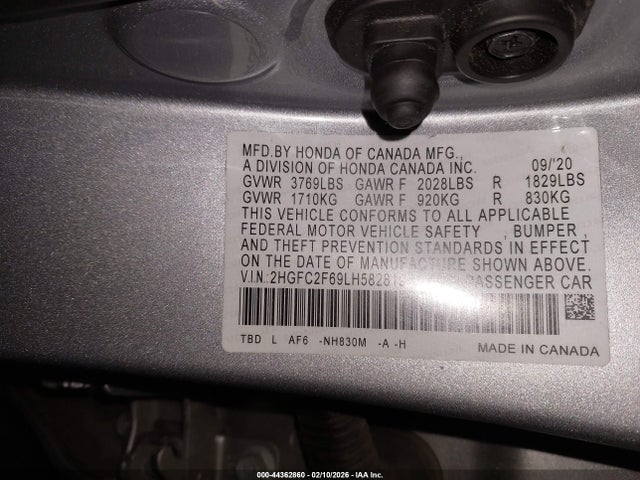 MFD.BY HONDA OF CANADA MFG.,
A DIVISION OF HONDA CANADA INC. 09/'20
GVWR 3769LBS GAWR F 2028LBS R 1829LBS
GVWR 1710KG GAWR F 920KG R 830KG
THIS VEHICLE CONFORMS TO ALL APPLICABLE
FEDERAL MOTOR VEHICLE SAFETY , BUMPER ,
AND THEFT PREVENTION STANDARDS IN EFFECT
ON THE DATE OF MANUFACTURE SHOWN ABOVE.
V.I.N: PASSENGER CAR
TBD L AF6 -NH830M -A -H
MADE IN CANADA
000-44362860 - 02/10/2026 - IAA Inc.